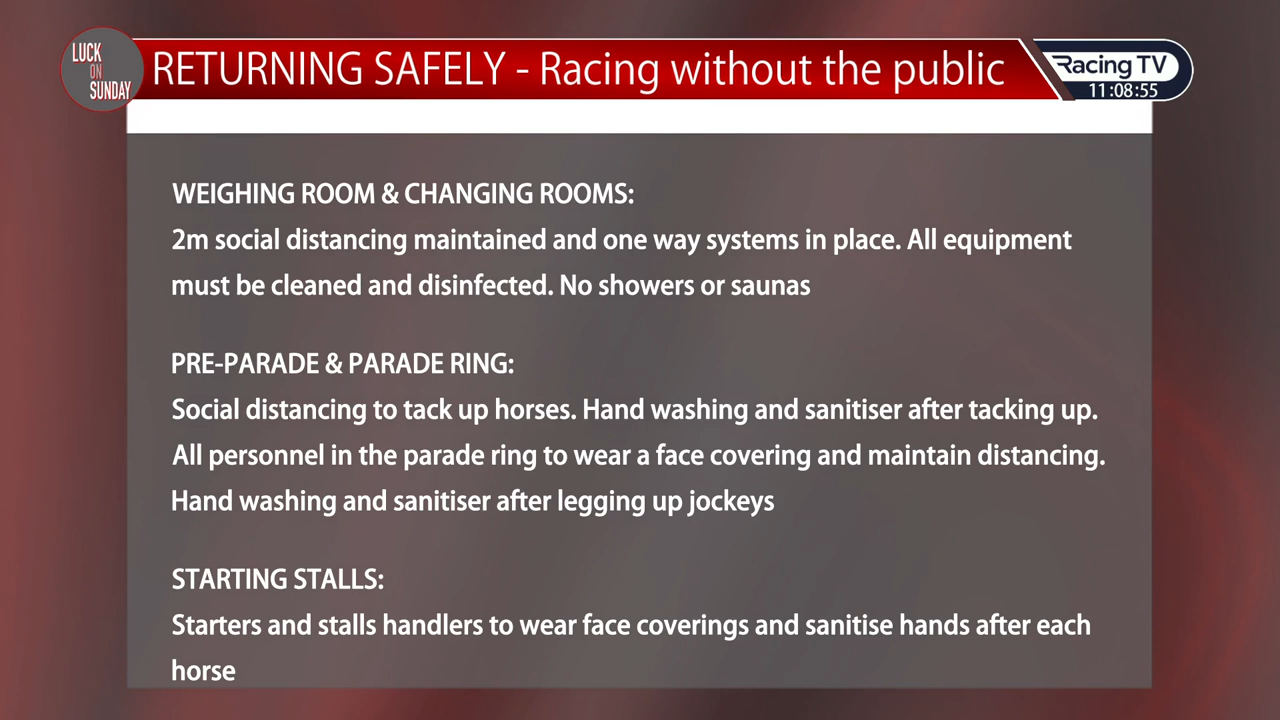 LUCK
ON
SUNDAY
RETURNING SAFELY - Racing without the public
Racing TV
11:08:55
WEIGHING ROOM & CHANGING ROOMS:
2m social distancing maintained and one way systems in place. All equipment
must be cleaned and disinfected. No showers or saunas
PRE-PARADE & PARADE RING:
Social distancing to tack up horses. Hand washing and sanitiser after tacking up.
All personnel in the parade ring to wear a face covering and maintain distancing.
Hand washing and sanitiser after legging up jockeys
STARTING STALLS:
Starters and stalls handlers to wear face coverings and sanitise hands after each
horse